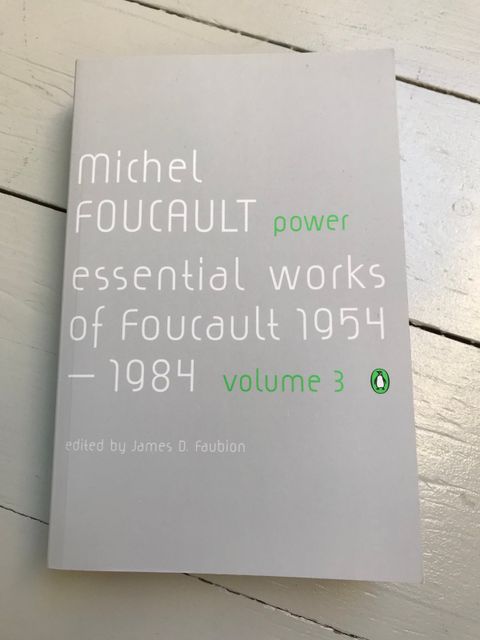 Michel
FOUCAULT power
essential works
of Foucault 1954
– 1984 volume 3
edited by James D. Faubion